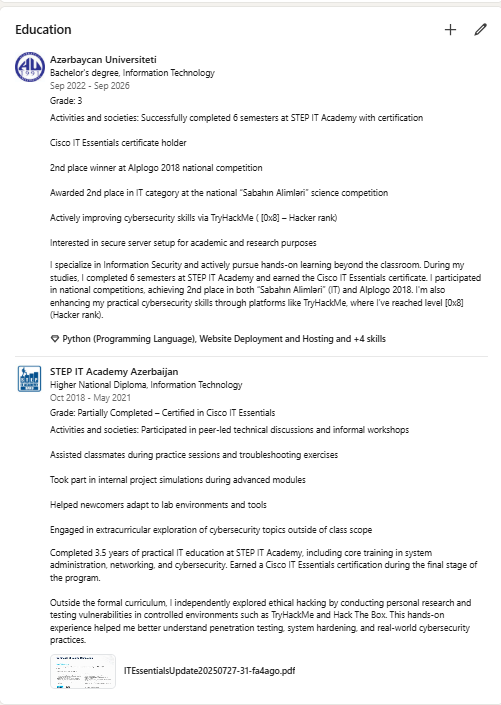 Education
Azərbaycan Universiteti
Bachelor's degree, Information Technology
Sep 2022 - Sep 2026
Grade: 3
Activities and societies: Successfully completed 6 semesters at STEP IT Academy with certification
Cisco IT Essentials certificate holder
2nd place winner at Alplogo 2018 national competition
Awarded 2nd place in IT category at the national "Sabahın Alimləri" science competition
Actively improving cybersecurity skills via TryHackMe ( [0x8] – Hacker rank)
Interested in secure server setup for academic and research purposes
I specialize in Information Security and actively pursue hands-on learning beyond the classroom. During my
studies, I completed 6 semesters at STEP IT Academy and earned the Cisco IT Essentials certificate. I participated
in national competitions, achieving 2nd place in both "Sabahın Alimləri" (IT) and Alplogo 2018. I'm also
enhancing my practical cybersecurity skills through platforms like TryHackMe, where I've reached level [0x8]
(Hacker rank).
Python (Programming Language), Website Deployment and Hosting and +4 skills
STEP IT Academy Azerbaijan
Higher National Diploma, Information Technology
Oct 2018 - May 2021
Grade: Partially Completed – Certified in Cisco IT Essentials
Activities and societies: Participated in peer-led technical discussions and informal workshops
Assisted classmates during practice sessions and troubleshooting exercises
Took part in internal project simulations during advanced modules
Helped newcomers adapt to lab environments and tools
Engaged in extracurricular exploration of cybersecurity topics outside of class scope
Completed 3.5 years of practical IT education at STEP IT Academy, including core training in system
administration, networking, and cybersecurity. Earned a Cisco IT Essentials certification during the final stage of
the program.
Outside the formal curriculum, I independently explored ethical hacking by conducting personal research and
testing vulnerabilities in controlled environments such as TryHackMe and Hack The Box. This hands-on
experience helped me better understand penetration testing, system hardening, and real-world cybersecurity
practices.
ITEssentialsUpdate20250727-31-fa4ago.pdf